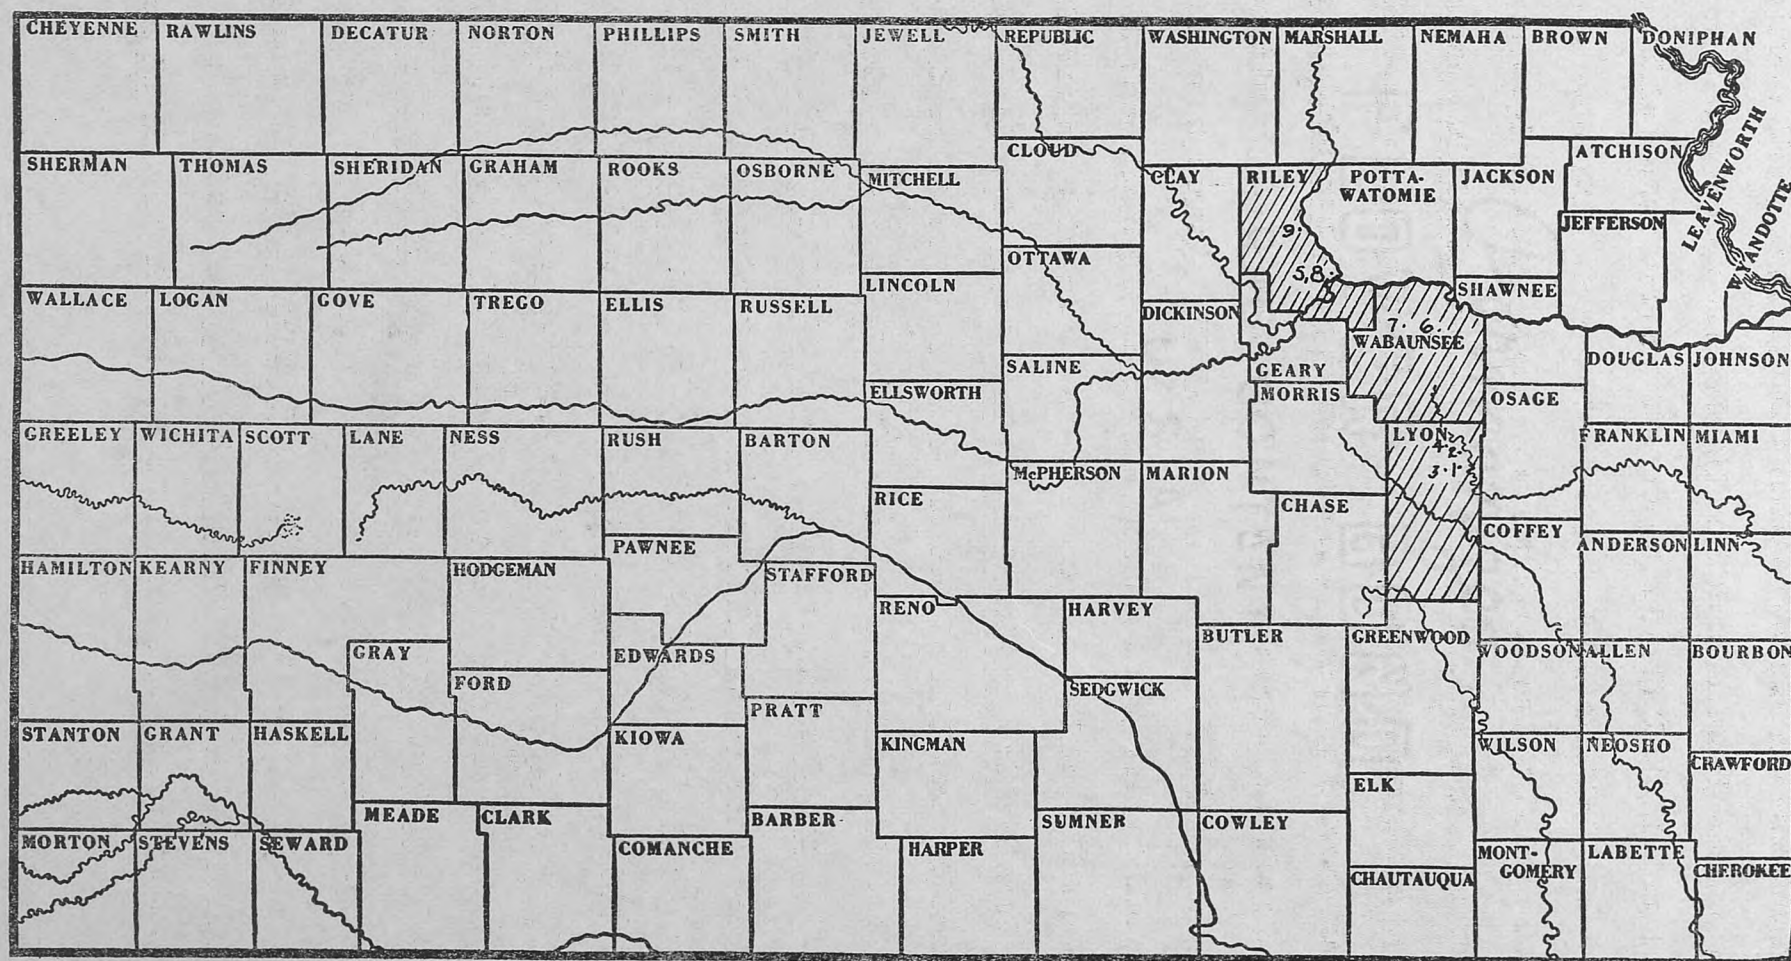 CHEYENNE RAWLINS DECATUR NORTON PHILLIPS SMITH JEWELL REPUBLIC WASHINGTON MARSHALL NEMAHA BROWN DONIPHAN
SHERMAN THOMAS SHERIDAN GRAHAM ROOKS OSBORNE MITCHELL CLOUD CLAY RILEY POTTA-
WATOMIE JACKSON ATCHISON LEAVENWORTH
JEFFERSON WYANDOTTE
9.
5,8.
WALLACE LOGAN GOVE TREGO ELLIS RUSSELL LINCOLN OTTAWA DICKINSON SHAWNEE
7. 6.
WABAUNSEE
SALINE GEARY DOUGLAS JOHNSON
ELLSWORTH MORRIS OSAGE
GREELEY WICHITA SCOTT LANE NESS RUSH BARTON LYON FRANKLIN MIAMI
4. 2.
3. 1.
McPHERSON MARION
RICE CHASE
PAWNEE COFFEY ANDERSON LINN
HAMILTON KEARNY FINNEY HODGEMAN STAFFORD
RENO HARVEY
GRAY EDWARDS BUTLER GREENWOOD WOODSON ALLEN BOURBON
FORD SEDGWICK
PRATT
STANTON GRANT HASKELL KIOWA KINGMAN WILSON NEOSHO
CRAWFORD
ELK
MEADE CLARK BARBER SUMNER COWLEY
MORTON STEVENS SEWARD COMANCHE HARPER MONT-
GOMERY LABETTE
CHAUTAUQUA CHEROKEE